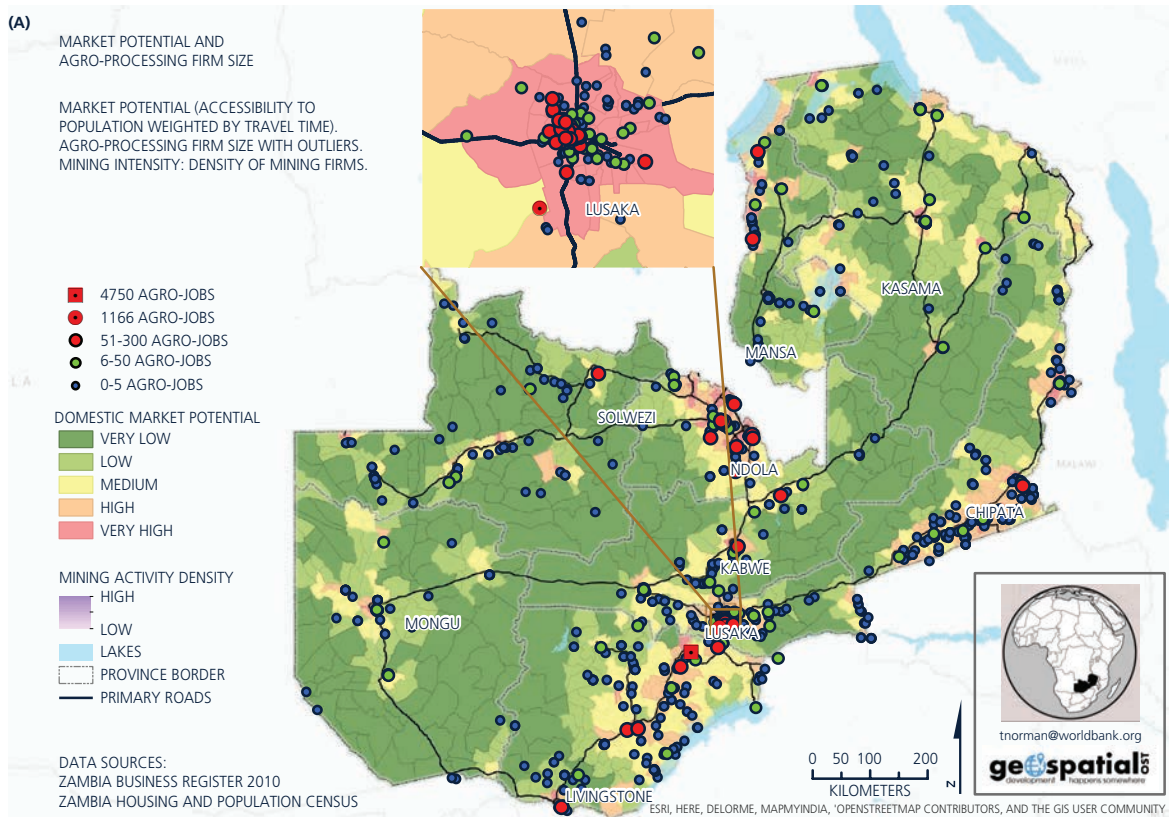 (A)
MARKET POTENTIAL AND
AGRO-PROCESSING FIRM SIZE
MARKET POTENTIAL (ACCESSIBILITY TO
POPULATION WEIGHTED BY TRAVEL TIME).
AGRO-PROCESSING FIRM SIZE WITH OUTLIERS.
MINING INTENSITY: DENSITY OF MINING FIRMS.
4750 AGRO-JOBS
1166 AGRO-JOBS
51-300 AGRO-JOBS
6-50 AGRO-JOBS
0-5 AGRO-JOBS
DOMESTIC MARKET POTENTIAL
VERY LOW
LOW
MEDIUM
HIGH
VERY HIGH
MINING ACTIVITY DENSITY
HIGH
LOW
LAKES
PROVINCE BORDER
PRIMARY ROADS
DATA SOURCES:
ZAMBIA BUSINESS REGISTER 2010
ZAMBIA HOUSING AND POPULATION CENSUS
LUSAKA
KASAMA
MANSA
SOLWEZI
NDOLA
MALAWI
CHIPATA
KABWE
MONGU
LUSAKA
LIVINGSTONE
0 50 100 200
KILOMETERS
N
tnorman@worldbank.org
geospatial
OST
development happens somewhere
ESRI, HERE, DELORME, MAPMYINDIA, 'OPENSTREETMAP CONTRIBUTORS, AND THE GIS USER COMMUNITY